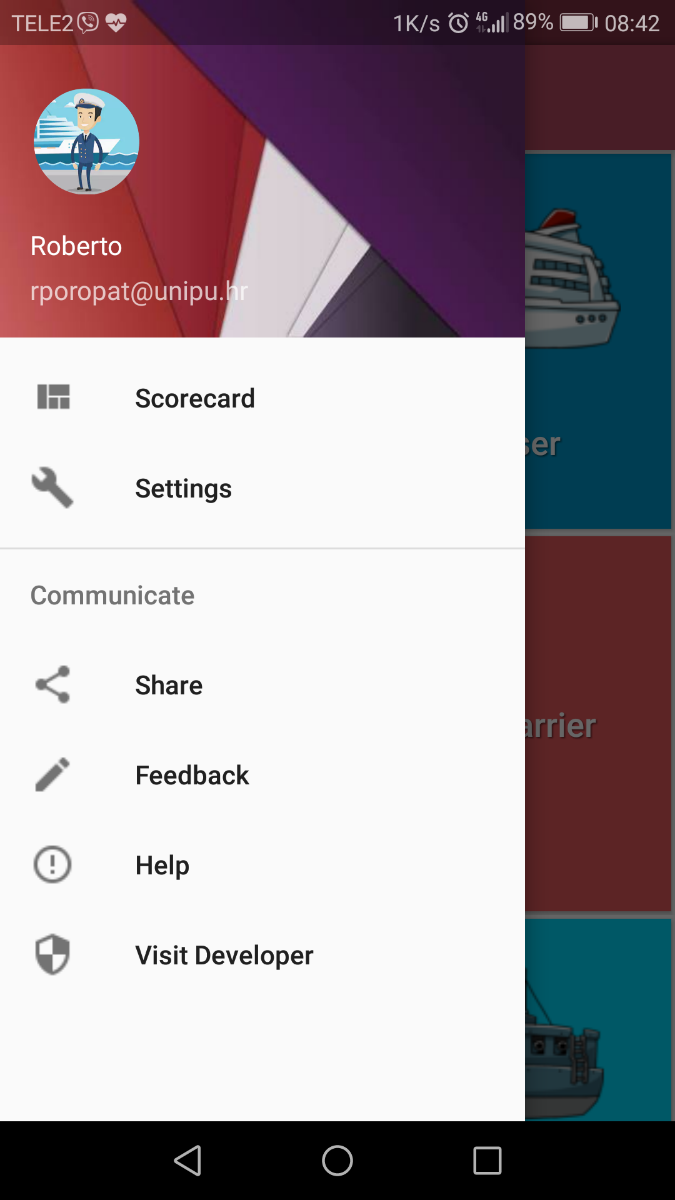 TELE2 1K/s 4G 89% 08:42
Roberto
rporopat@unipu.hr
Scorecard
Settings
ser
Communicate
Share
arrier
Feedback
Help
Visit Developer